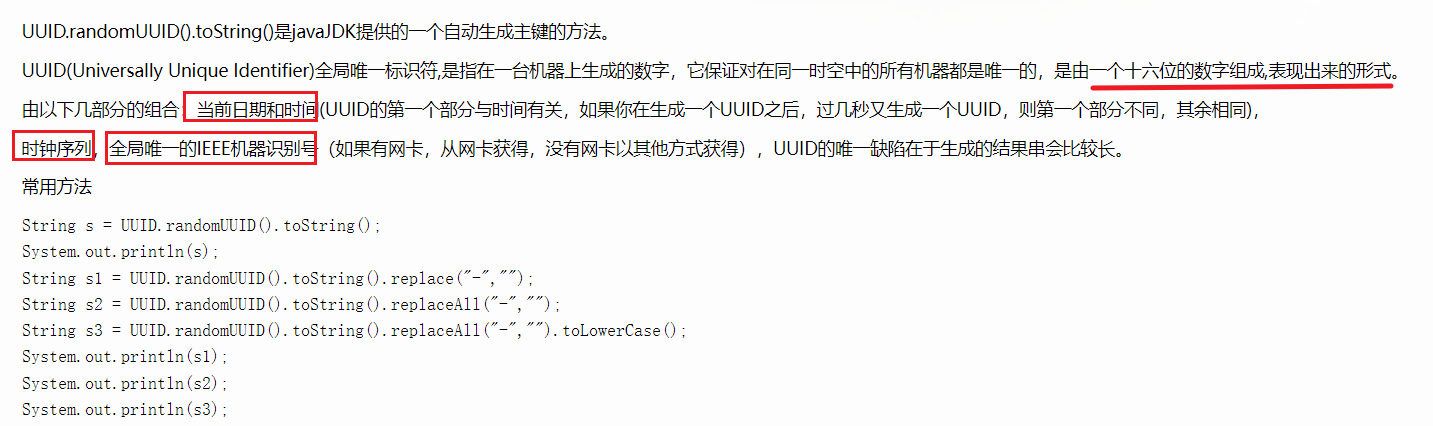 UUID.randomUUID().toString()是javaJDK提供的一个自动生成主键的方法。
UUID(Universally Unique Identifier)全局唯一标识符,是指在一台机器上生成的数字，它保证对在同一时空中的所有机器都是唯一的，是由一个十六位的数字组成,表现出来的形式。
由以下几部分的组合：当前日期和时间(UUID的第一个部分与时间有关，如果你在生成一个UUID之后，过几秒又生成一个UUID，则第一个部分不同，其余相同)，
时钟序列，全局唯一的IEEE机器识别号（如果有网卡，从网卡获得，没有网卡以其他方式获得），UUID的唯一缺陷在于生成的结果串会比较长。
常用方法
String s = UUID.randomUUID().toString();
System.out.println(s);
String s1 = UUID.randomUUID().toString().replace("-","");
String s2 = UUID.randomUUID().toString().replaceAll("-","");
String s3 = UUID.randomUUID().toString().replaceAll("-","").toLowerCase();
System.out.println(s1);
System.out.println(s2);
System.out.println(s3);